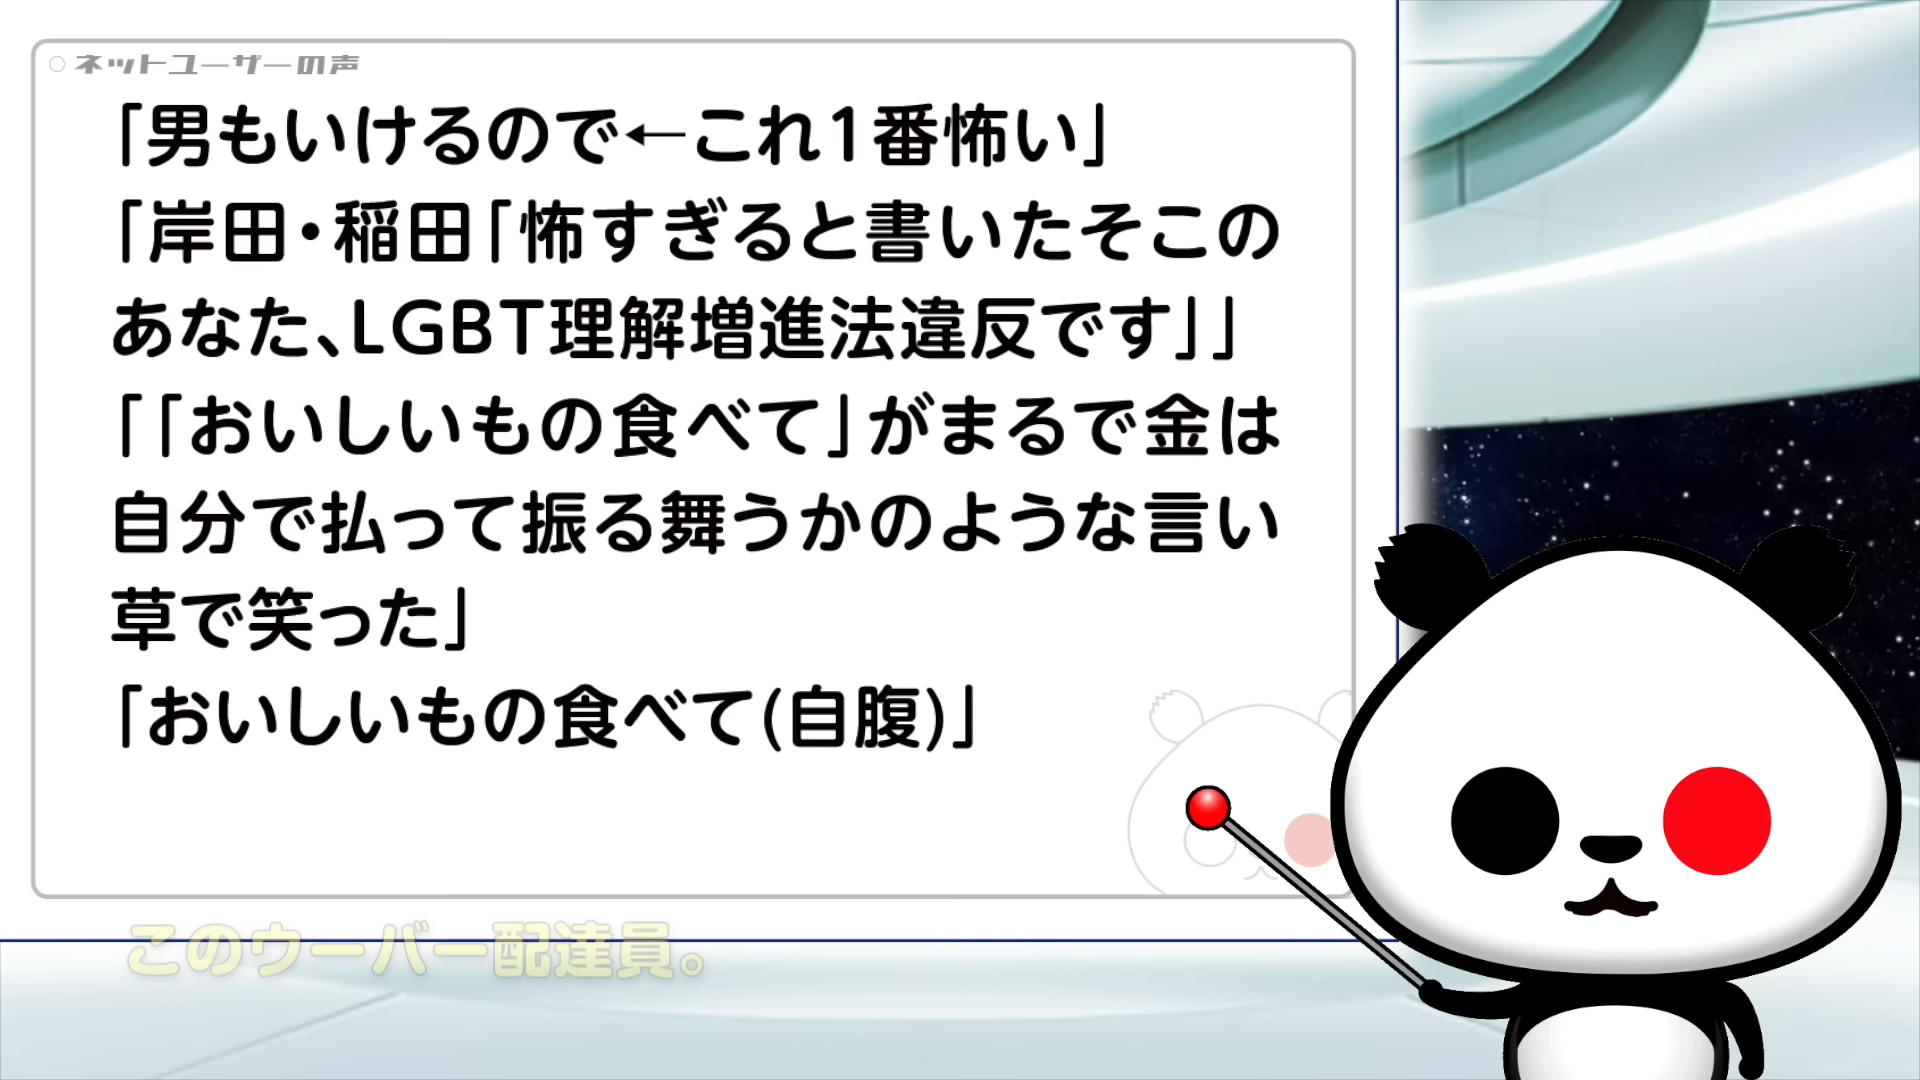 ネットユーザーの声
「男もいけるので←これ1番怖い」
「岸田・稲田「怖すぎると書いたそこの
あなた、LGBT理解増進法違反です」」
「「おいしいもの食べて」がまるで金は
自分で払って振る舞うかのような言い
草で笑った」
「おいしいもの食べて(自腹)」
このウーバー配達員。